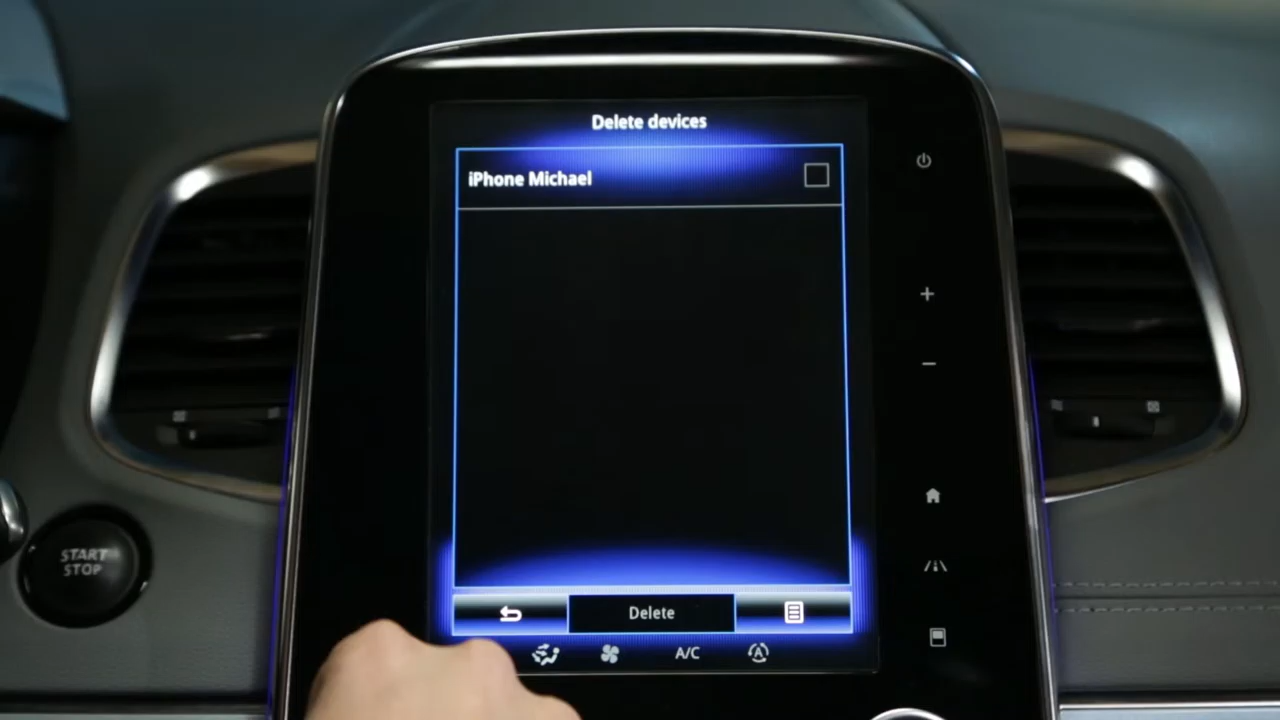 Delete devices
iPhone Michael
START
STOP
Delete
A/C
A